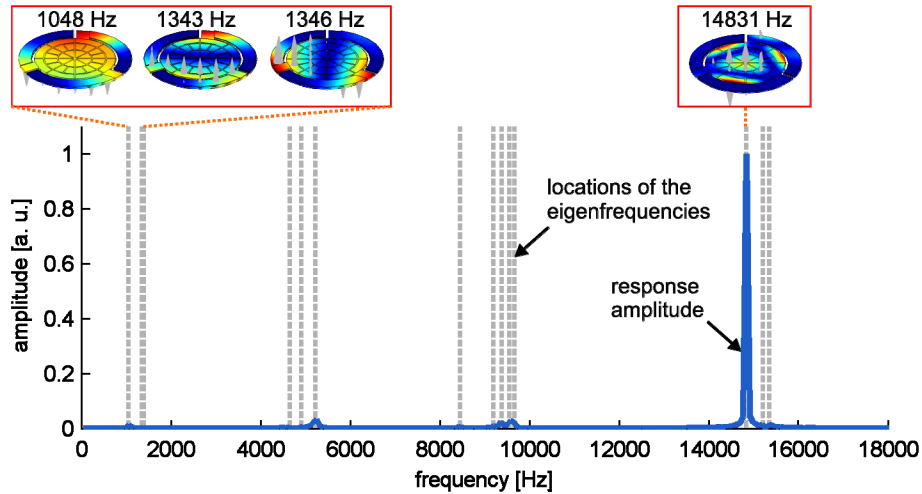 1048 Hz 1343 Hz 1346 Hz 14831 Hz
1
0.8
0.6
0.4
0.2
0
amplitude [a. u.]
locations of the
eigenfrequencies
response
amplitude
0 2000 4000 6000 8000 10000 12000 14000 16000 18000
frequency [Hz]